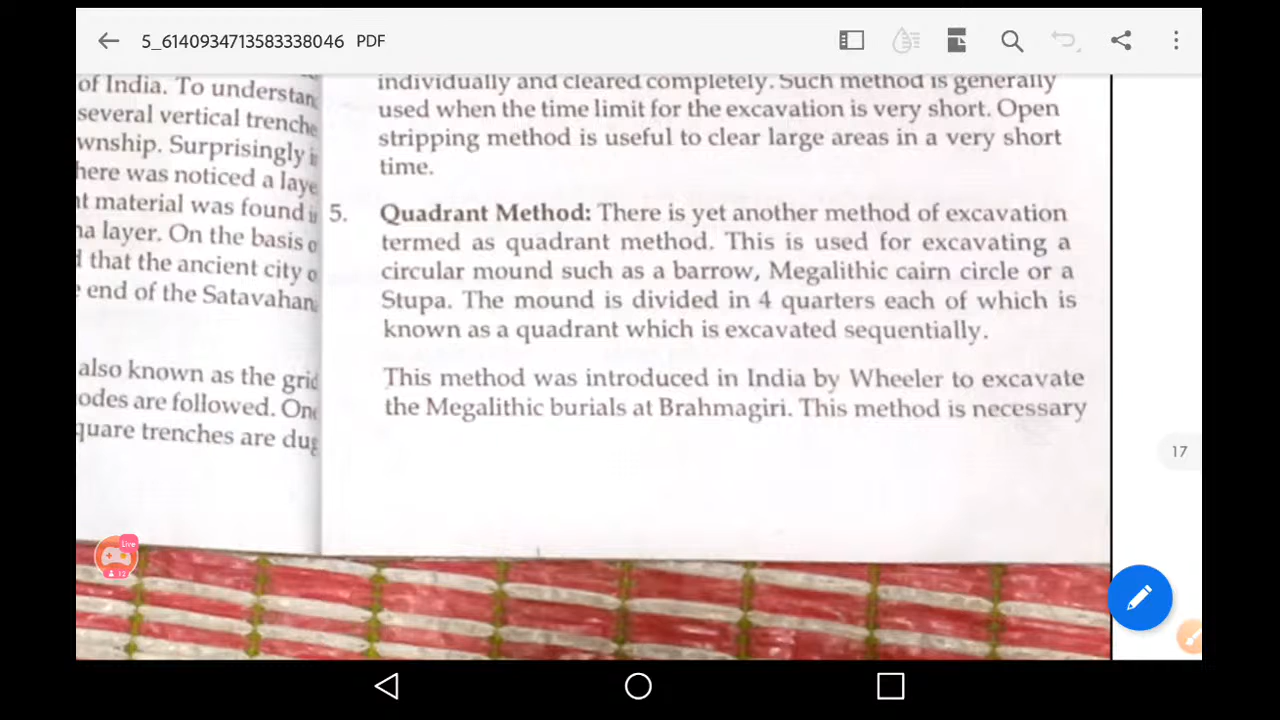 5_6140934713583338046 PDF
of India. To understan
several vertical trenche
wnship. Surprisingly i
here was noticed a laye
nt material was found i
na layer. On the basis o
d that the ancient city o
e end of the Satavahan
also known as the grid
odes are followed. One
quare trenches are dug
individually and cleared completely. Such method is generally
used when the time limit for the excavation is very short. Open
stripping method is useful to clear large areas in a very short
time.
5. Quadrant Method: There is yet another method of excavation
termed as quadrant method. This is used for excavating a
circular mound such as a barrow, Megalithic cairn circle or a
Stupa. The mound is divided in 4 quarters each of which is
known as a quadrant which is excavated sequentially.
This method was introduced in India by Wheeler to excavate
the Megalithic burials at Brahmagiri. This method is necessary
17
Live
12